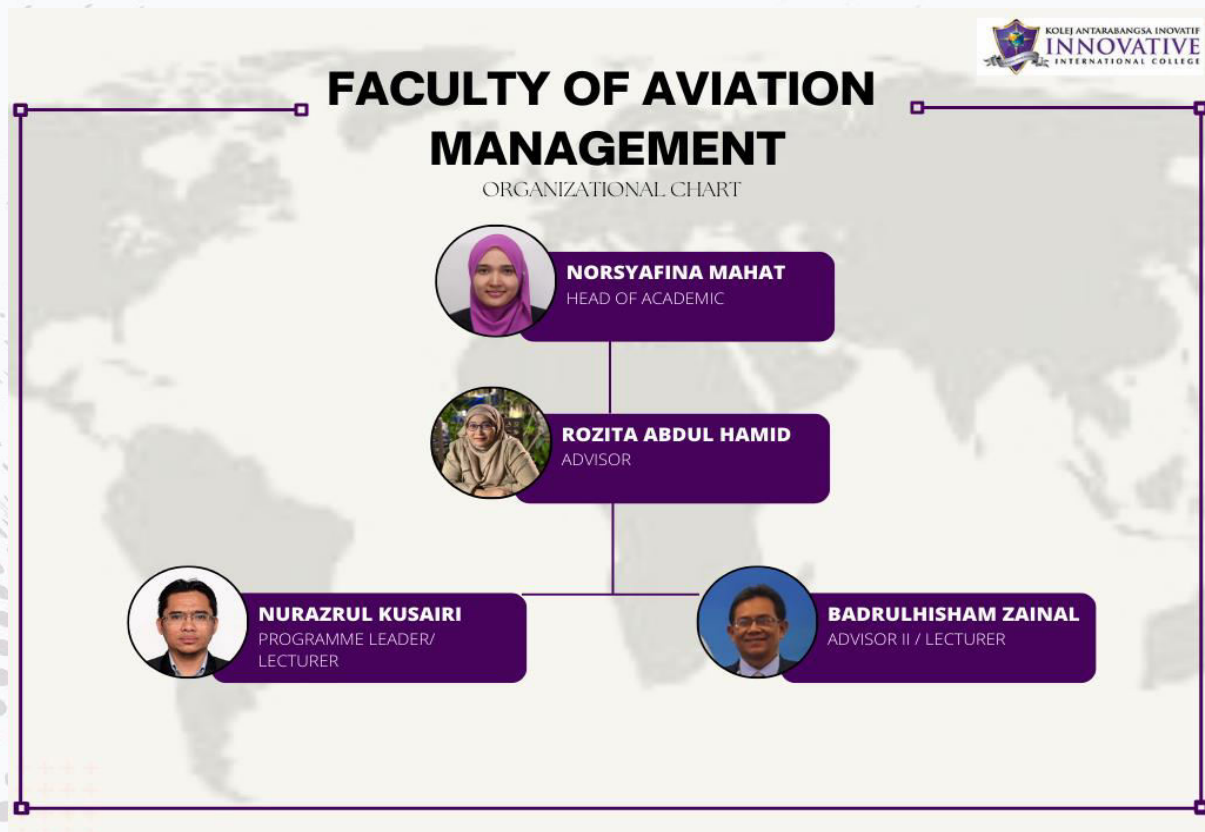 KOLEJ ANTARABANGSA INOVATIF
INNOVATIVE
INTERNATIONAL COLLEGE
FACULTY OF AVIATION
MANAGEMENT
ORGANIZATIONAL CHART
NORSYAFINA MAHAT
HEAD OF ACADEMIC
ROZITA ABDUL HAMID
ADVISOR
NURAZRUL KUSAIRI
PROGRAMME LEADER/
LECTURER
BADRULHISHAM ZAINAL
ADVISOR II / LECTURER